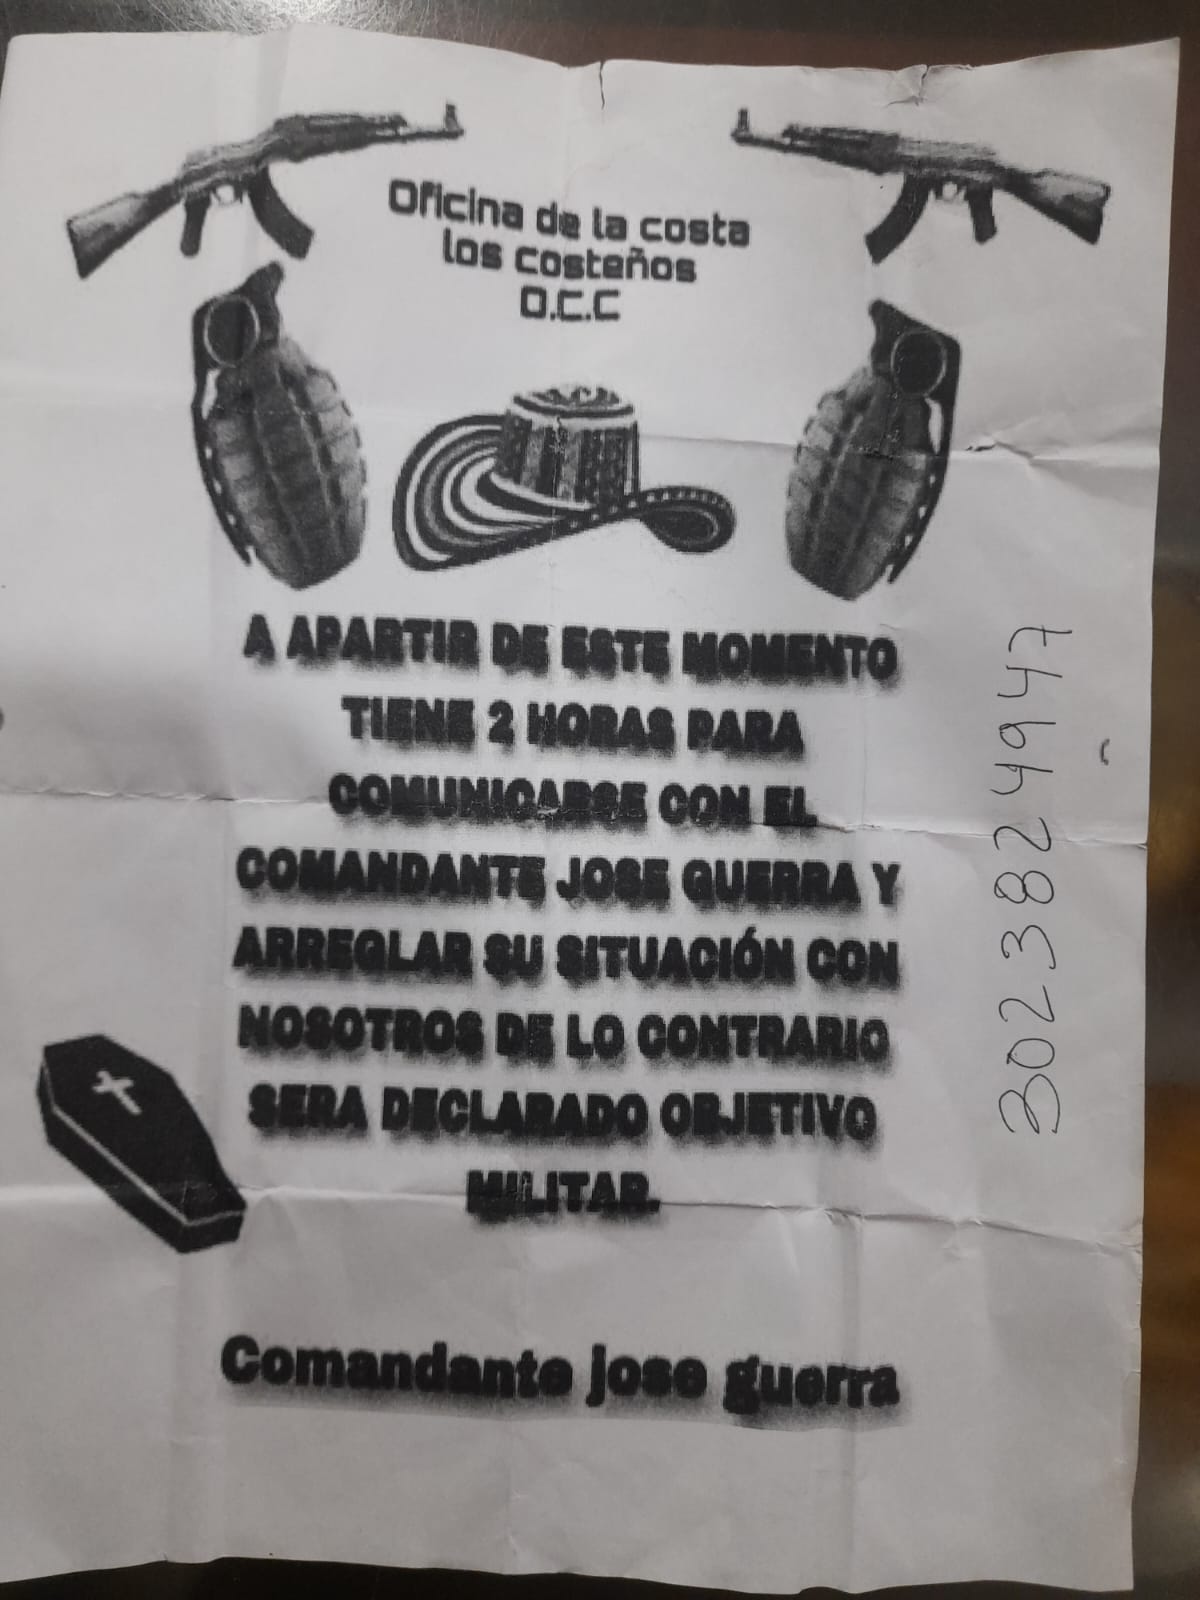 Oficina de la costa
los costeños
O.C.C
A APARTIR DE ESTE MOMENTO
TIENE 2 HORAS PARA
COMUNICARSE CON EL
COMANDANTE JOSE GUERRA Y
ARREGLAR SU SITUACIÓN CON
NOSOTROS DE LO CONTRARIO
SERA DECLARADO OBJETIVO
MILITAR.
Comandante jose guerra
3023824947